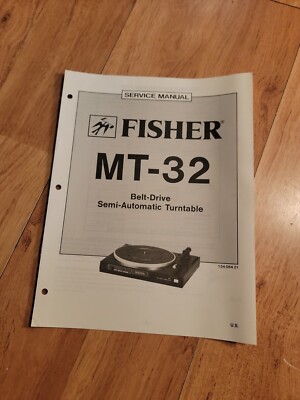 SERVICE MANUAL
FISHER
MT-32
Belt-Drive
Semi-Automatic Turntable